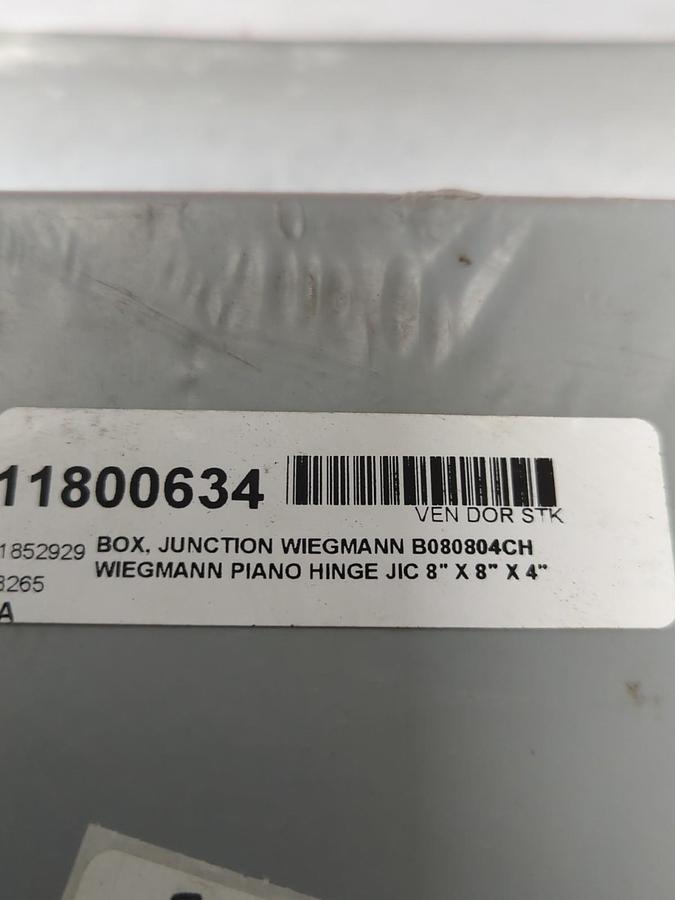 11800634
VEN DOR STK
1852929 BOX, JUNCTION WIEGMANN B080804CH
3265 WIEGMANN PIANO HINGE JIC 8" X 8" X 4"
A